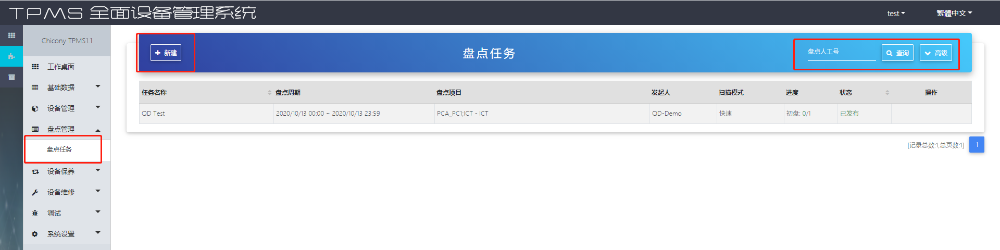 TPMS 全面设备管理系统
test
繁體中文
Chicony TPMS1.1
工作桌面
基础数据
设备管理
盘点管理
盘点任务
设备保养
设备维修
调试
系统设置
新建
盘点任务
盘点人工号
查询
高级
任务名称 盘点周期 盘点项目 发起人 扫描模式 进度 状态 操作
QD Test 2020/10/13 00:00 ~ 2020/10/13 23:59 PCA_PC1;ICT - ICT QD-Demo 快速 初盘: 0/1 已发布
[记录总数:1,总页数:1] 1